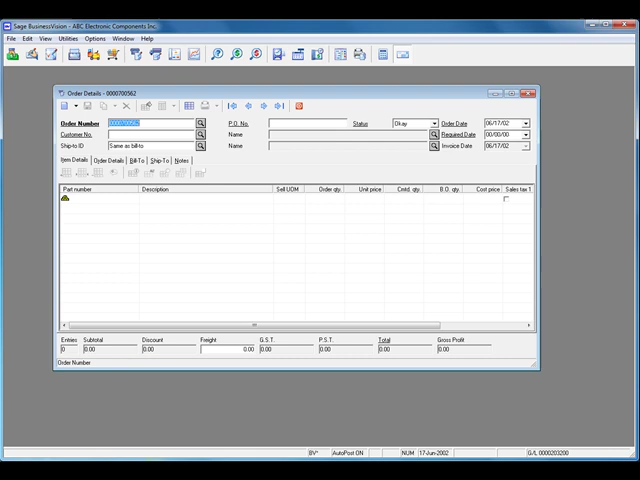 Sage BusinessVision - ABC Electronic Components Inc.
File Edit View Utilities Options Window Help
Order Details - 0000700562
Order Number 0000700562 P.O. No. Status Okay Order Date 06/17/02
Customer No. Name Required Date 00/00/00
Ship-to ID Same as bill-to Name Invoice Date 06/17/02
Item Details Order Details Bill-To Ship-To Notes
Part number Description Sell UOM Order qty. Unit price Cmtd. qty. B.O. qty. Cost price Sales tax 1
Entries Subtotal Discount Freight G.S.T. P.S.T. Total Gross Profit
0 0.00 0.00 0.00 0.00 0.00 0.00 0.00
Order Number
BV* AutoPost ON NUM 17-Jun-2002 G/L 0000203200